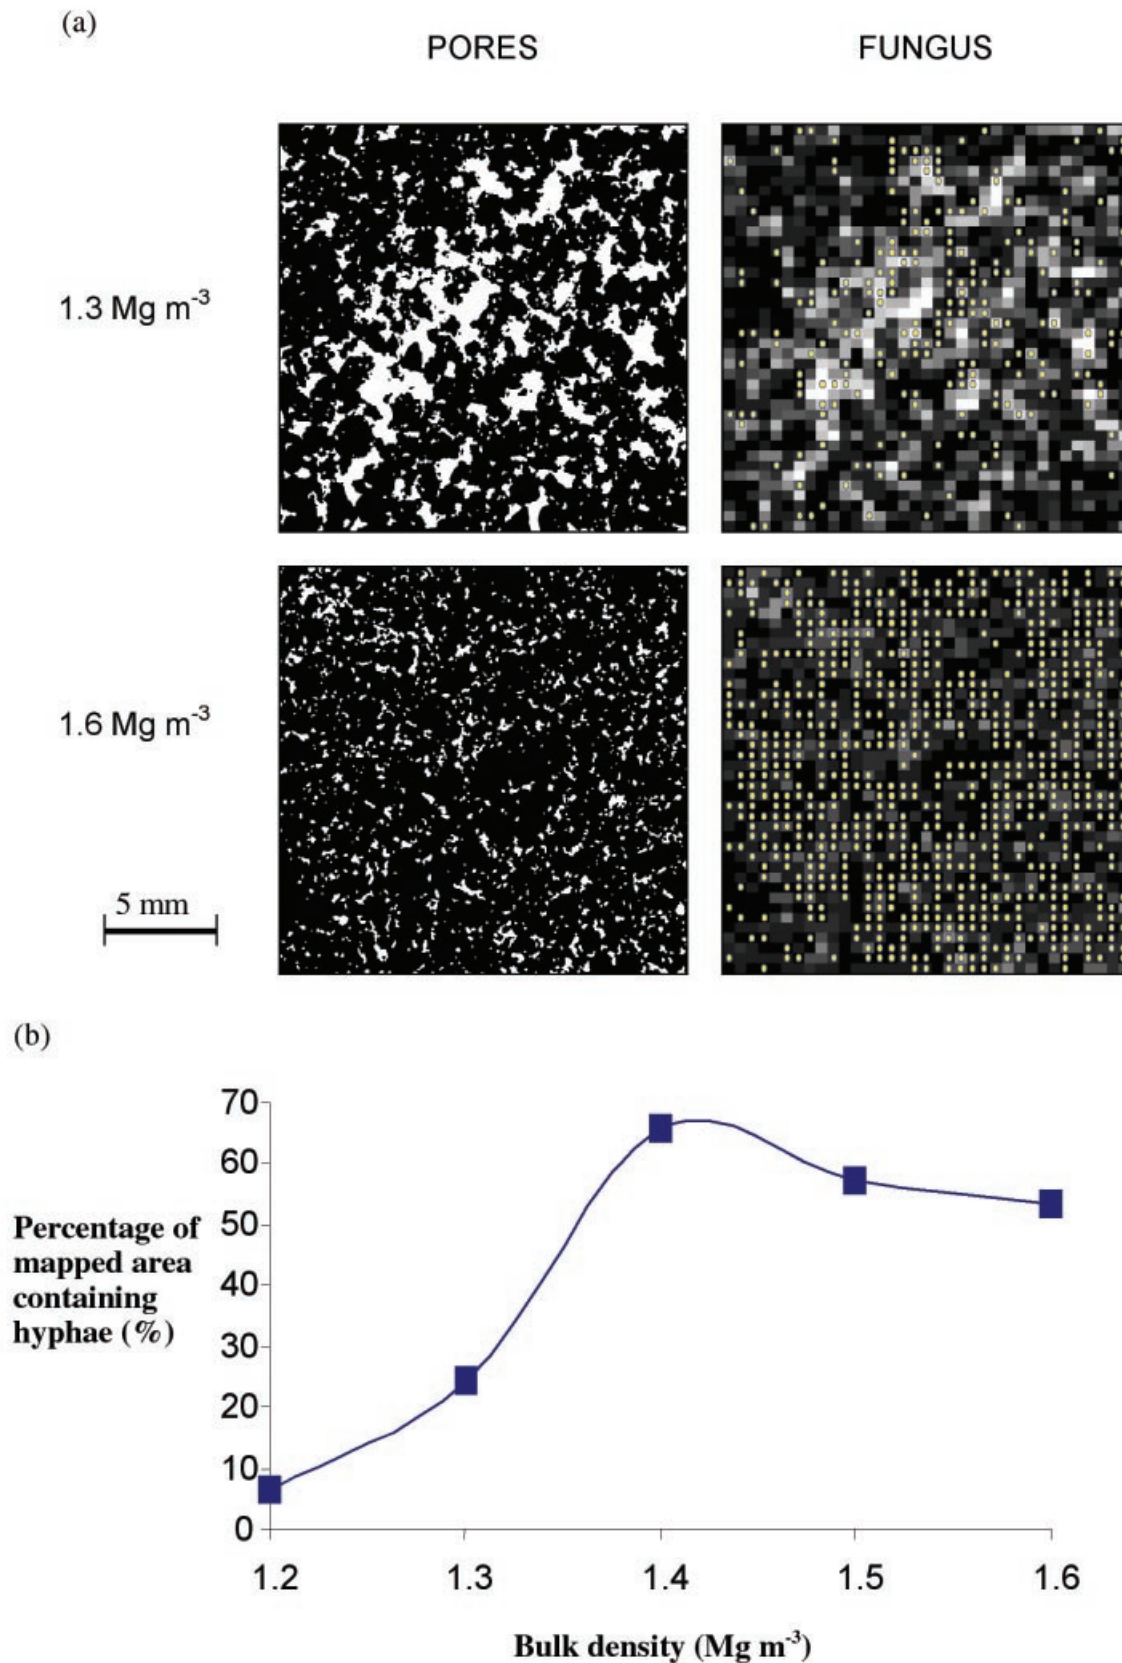 (a)
PORES FUNGUS
1.3 Mg m⁻³
1.6 Mg m⁻³
5 mm
(b)
70
60
50
40
30
20
10
0
Percentage of
mapped area
containing
hyphae (%)
1.2 1.3 1.4 1.5 1.6
Bulk density (Mg m⁻³)